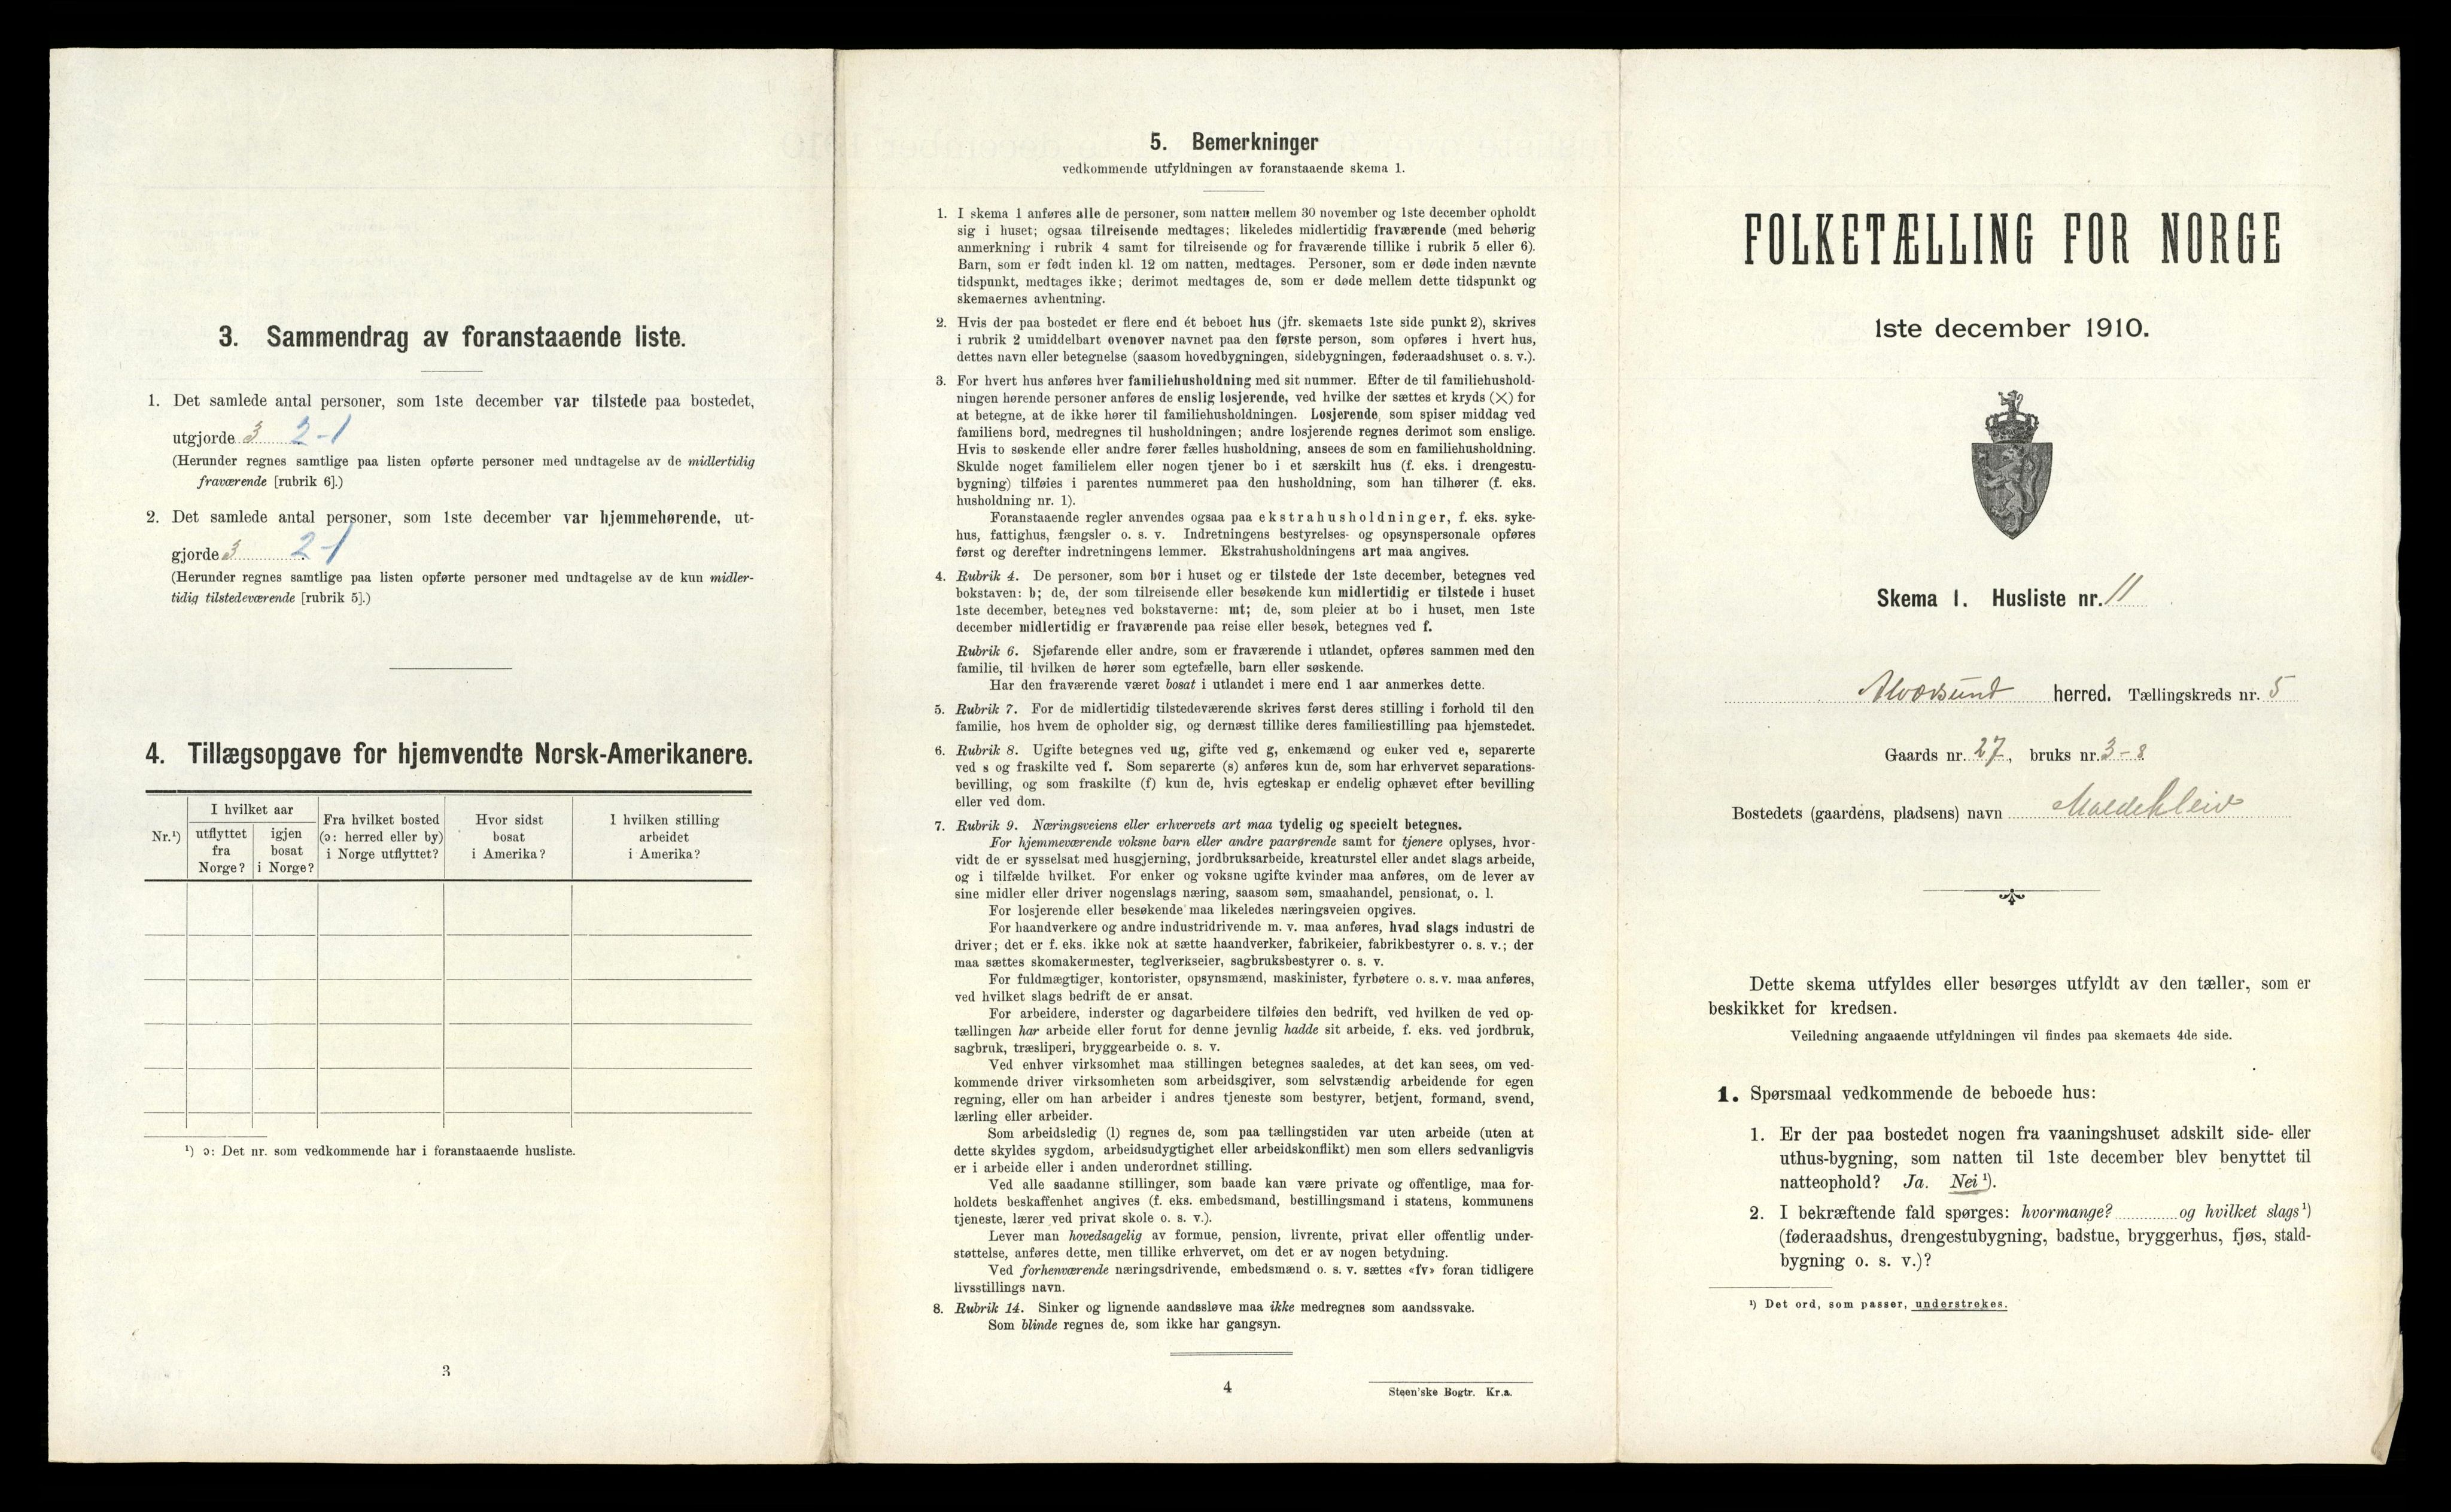 3. Sammendrag av foranstaaende liste.
1. Det samlede antal personer, som 1ste december var tilstede paa bostedet,
utgjorde 3 2-1
(Herunder regnes samtlige paa listen opførte personer med undtagelse av de midlertidig
fraværende [rubrik 6].)
2. Det samlede antal personer, som 1ste december var hjemmehørende, ut-
gjorde 3 2-1
(Herunder regnes samtlige paa listen opførte personer med undtagelse av de kun midler-
tidig tilstedeværende [rubrik 5].)
4. Tillægsopgave for hjemvendte Norsk-Amerikanere.
Nr.¹)
I hvilket aar
utflyttet
fra
Norge?
igjen
bosat
i Norge?
Fra hvilket bosted
(ɔ: herred eller by)
i Norge utflyttet?
Hvor sidst
bosat
i Amerika?
I hvilken stilling
arbeidet
i Amerika?
¹) ɔ: Det nr. som vedkommende har i foranstaaende husliste.
3
5. Bemerkninger
vedkommende utfyldningen av foranstaaende skema 1.
1. I skema 1 anføres alle de personer, som natten mellem 30 november og 1ste december opholdt
sig i huset; ogsaa tilreisende medtages; likeledes midlertidig fraværende (med behørig
anmerkning i rubrik 4 samt for tilreisende og for fraværende tillike i rubrik 5 eller 6).
Barn, som er født inden kl. 12 om natten, medtages. Personer, som er døde inden nævnte
tidspunkt, medtages ikke; derimot medtages de, som er døde mellem dette tidspunkt og
skemaernes avhentning.
2. Hvis der paa bostedet er flere end ét beboet hus (jfr. skemaets 1ste side punkt 2), skrives
i rubrik 2 umiddelbart ovenover navnet paa den første person, som opføres i hvert hus,
dettes navn eller betegnelse (saasom hovedbygningen, sidebygningen, føderaadshuset o. s. v.).
3. For hvert hus anføres hver familiehusholdning med sit nummer. Efter de til familiehushold-
ningen hørende personer anføres de enslig losjerende, ved hvilke der sættes et kryds (×) for
at betegne, at de ikke hører til familiehusholdningen. Losjerende, som spiser middag ved
familiens bord, medregnes til husholdningen; andre losjerende regnes derimot som enslige.
Hvis to søskende eller andre fører fælles husholdning, ansees de som en familiehusholdning.
Skulde noget familielem eller nogen tjener bo i et særskilt hus (f. eks. i drengestu-
bygning) tilføies i parentes nummeret paa den husholdning, som han tilhører (f. eks.
husholdning nr. 1).
Foranstaaende regler anvendes ogsaa paa ekstrahusholdninger, f. eks. syke-
hus, fattighus, fængsler o. s. v. Indretningens bestyrelses- og opsynspersonale opføres
først og derefter indretningens lemmer. Ekstrahusholdningens art maa angives.
4. Rubrik 4. De personer, som bor i huset og er tilstede der 1ste december, betegnes ved
bokstaven: b; de, der som tilreisende eller besøkende kun midlertidig er tilstede i huset
1ste december, betegnes ved bokstaverne: mt; de, som pleier at bo i huset, men 1ste
december midlertidig er fraværende paa reise eller besøk, betegnes ved f.
Rubrik 6. Sjøfarende eller andre, som er fraværende i utlandet, opføres sammen med den
familie, til hvilken de hører som egtefælle, barn eller søskende.
Har den fraværende været bosat i utlandet i mere end 1 aar anmerkes dette.
5. Rubrik 7. For de midlertidig tilstedeværende skrives først deres stilling i forhold til den
familie, hos hvem de opholder sig, og dernæst tillike deres familiestilling paa hjemstedet.
6. Rubrik 8. Ugifte betegnes ved ug, gifte ved g, enkemænd og enker ved e, separerte
ved s og fraskilte ved f. Som separerte (s) anføres kun de, som har erhvervet separations-
bevilling, og som fraskilte (f) kun de, hvis egteskap er endelig ophævet efter bevilling
eller ved dom.
7. Rubrik 9. Næringsveiens eller erhvervets art maa tydelig og specielt betegnes.
For hjemmeværende voksne barn eller andre paarørende samt for tjenere oplyses, hvor-
vidt de er sysselsat med husgjerning, jordbruksarbeide, kreaturstel eller andet slags arbeide,
og i tilfælde hvilket. For enker og voksne ugifte kvinder maa anføres, om de lever av
sine midler eller driver nogenslags næring, saasom søm, smaahandel, pensionat, o. l.
For losjerende eller besøkende maa likeledes næringsveien opgives.
For haandverkere og andre industridrivende m. v. maa anføres, hvad slags industri de
driver; det er f. eks. ikke nok at sætte haandverker, fabrikeier, fabrikbestyrer o. s. v.; der
maa sættes skomakermester, teglverkseier, sagbruksbestyrer o. s. v.
For fuldmægtiger, kontorister, opsynsmænd, maskinister, fyrbøtere o. s. v. maa anføres,
ved hvilket slags bedrift de er ansat.
For arbeidere, inderster og dagarbeidere tilføies den bedrift, ved hvilken de ved op-
tællingen har arbeide eller forut for denne jevnlig hadde sit arbeide, f. eks. ved jordbruk,
sagbruk, træsliperi, bryggearbeide o. s. v.
Ved enhver virksomhet maa stillingen betegnes saaledes, at det kan sees, om ved-
kommende driver virksomheten som arbeidsgiver, som selvstændig arbeidende for egen
regning, eller om han arbeider i andres tjeneste som bestyrer, betjent, formand, svend,
lærling eller arbeider.
Som arbeidsledig (l) regnes de, som paa tællingstiden var uten arbeide (uten at
dette skyldes sygdom, arbeidsudygtighet eller arbeidskonflikt) men som ellers sedvanligvis
er i arbeide eller i anden underordnet stilling.
Ved alle saadanne stillinger, som baade kan være private og offentlige, maa for-
holdets beskaffenhet angives (f. eks. embedsmand, bestillingsmand i statens, kommunens
tjeneste, lærer ved privat skole o. s. v.).
Lever man hovedsagelig av formue, pension, livrente, privat eller offentlig under-
støttelse, anføres dette, men tillike erhvervet, om det er av nogen betydning.
Ved forhenværende næringsdrivende, embedsmænd o. s. v. sættes «fv» foran tidligere
livsstillings navn.
8. Rubrik 14. Sinker og lignende aandssløve maa ikke medregnes som aandssvake.
Som blinde regnes de, som ikke har gangsyn.
4
Steen'ske Bogtr. Kr.a.
FOLKETÆLLING FOR NORGE
1ste december 1910.
Skema 1. Husliste nr. 11
Alversund herred. Tællingskreds nr. 5
Gaards nr. 27, bruks nr. 3-8
Bostedets (gaardens, pladsens) navn Moldekleiv
Dette skema utfyldes eller besørges utfyldt av den tæller, som er
beskikket for kredsen.
Veiledning angaaende utfyldningen vil findes paa skemaets 4de side.
1. Spørsmaal vedkommende de beboede hus:
1. Er der paa bostedet nogen fra vaaningshuset adskilt side- eller
uthus-bygning, som natten til 1ste december blev benyttet til
natteophold? Ja. Nei¹).
2. I bekræftende fald spørges: hvormange? og hvilket slags¹)
(føderaadshus, drengestubygning, badstue, bryggerhus, fjøs, stald-
bygning o. s. v.)?
¹) Det ord, som passer, understrekes.